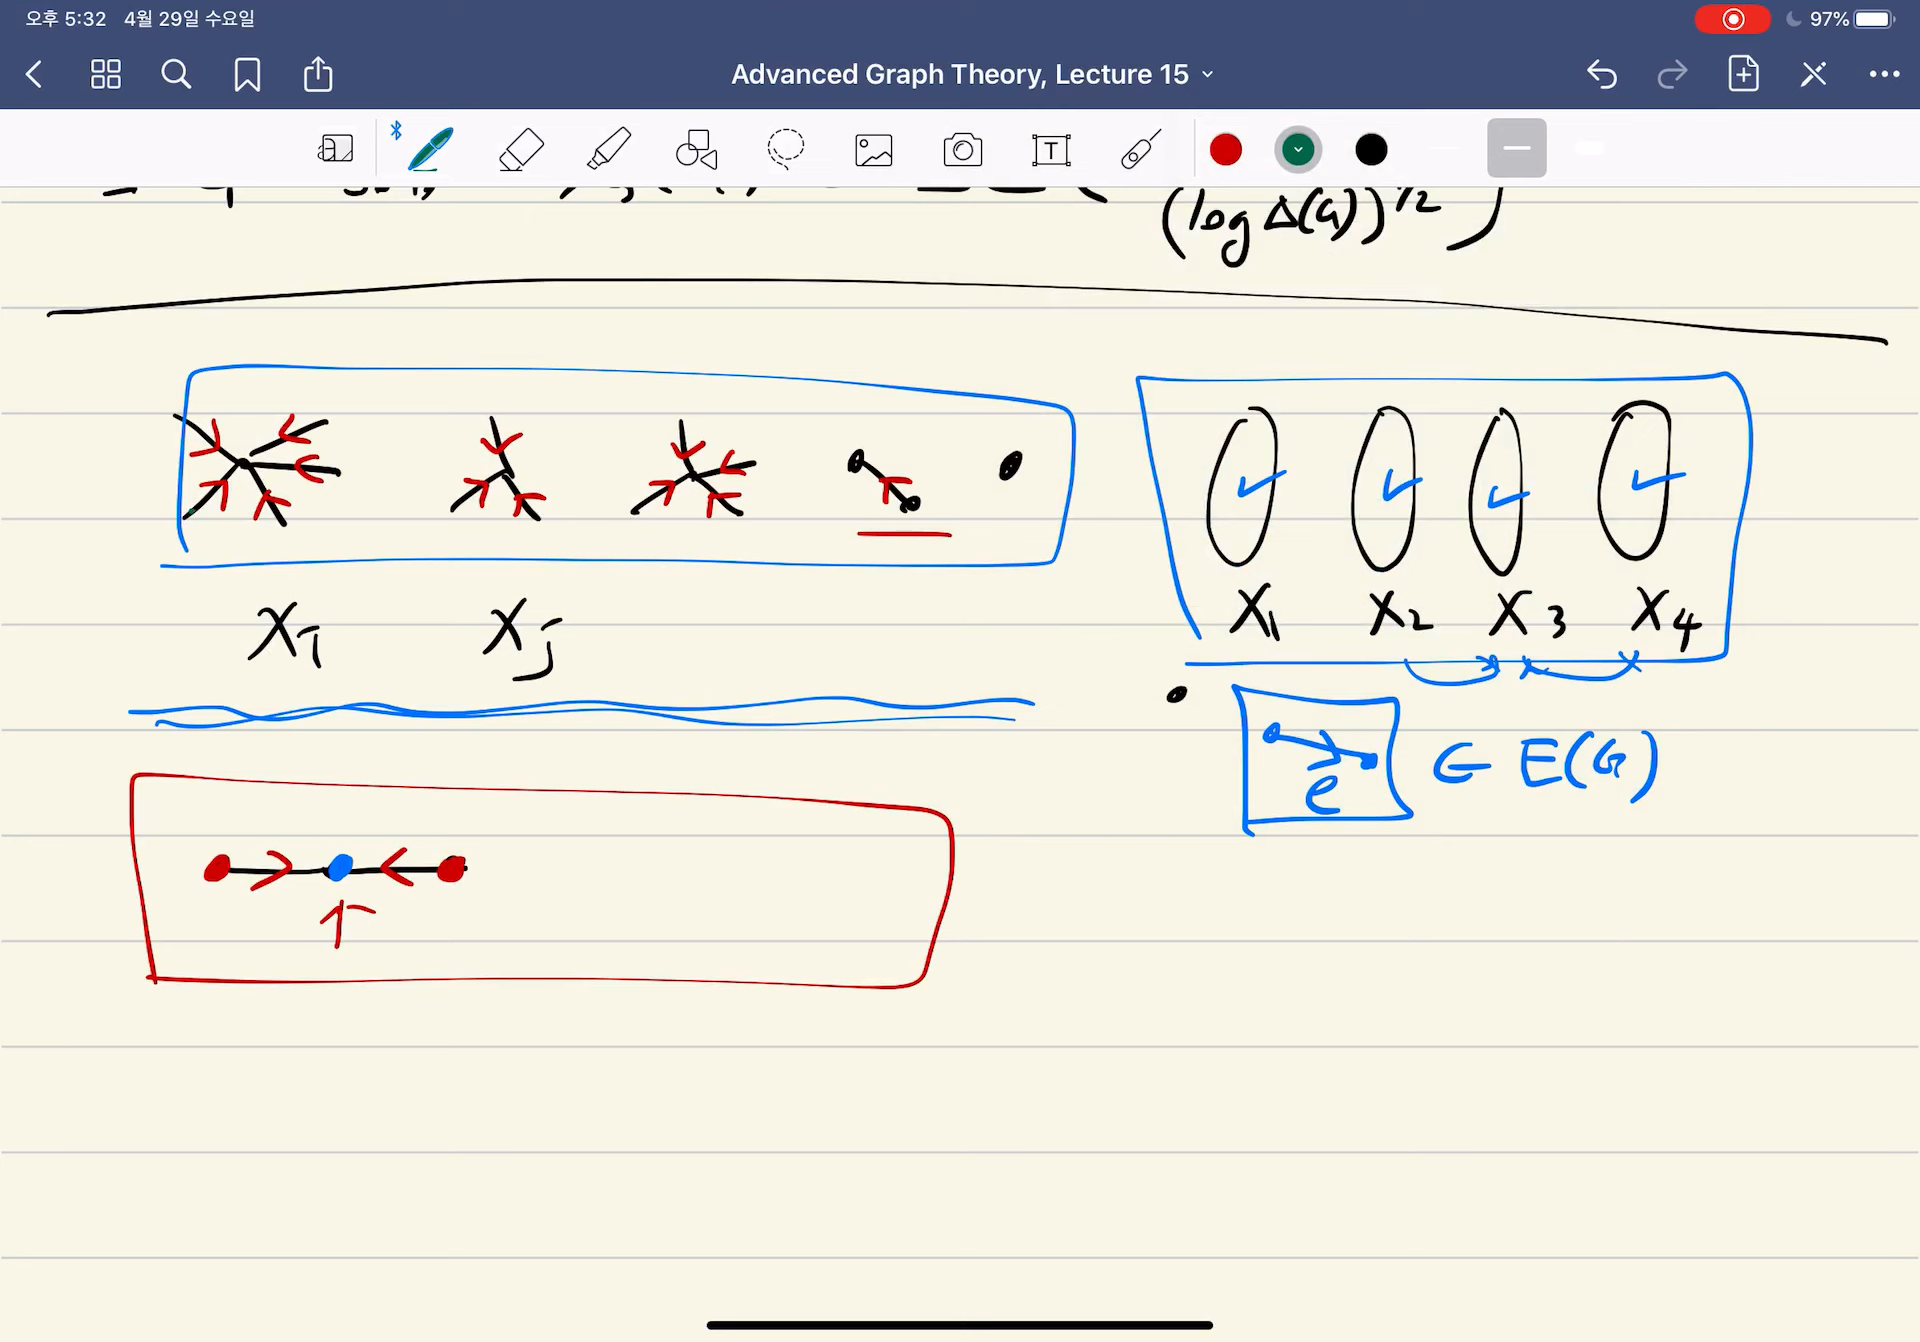 오후 5:32 4월 29일 수요일
97%
Advanced Graph Theory, Lecture 15
(log Δ(G))^{1/2} )
X_i X_j
X_1 X_2 X_3 X_4
e ∈ E(G)